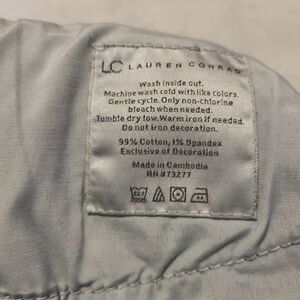 LC LAUREN CONRAD
Wash inside out.
Machine wash cold with like colors.
Gentle cycle. Only non-chlorine
bleach when needed.
Tumble dry low. Warm iron if needed.
Do not iron decoration.
99% Cotton, 1% Spandex
Exclusive of Decoration
Made in Cambodia
RN #73277